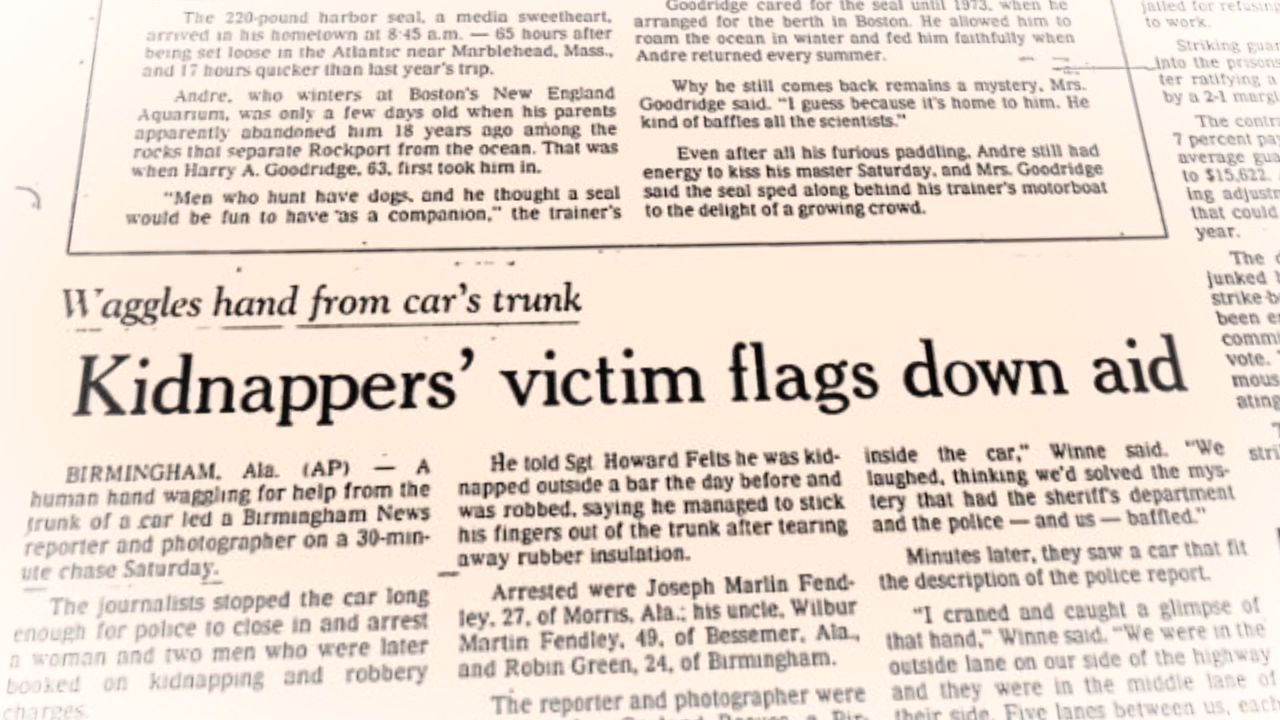 The 220-pound harbor seal, a media sweetheart,
arrived in his hometown at 8:45 a.m. — 65 hours after
being set loose in the Atlantic near Marblehead, Mass.,
and 17 hours quicker than last year's trip.
Andre, who winters at Boston's New England
Aquarium, was only a few days old when his parents
apparently abandoned him 18 years ago among the
rocks that separate Rockport from the ocean. That was
when Harry A. Goodridge, 63, first took him in.
"Men who hunt have dogs, and he thought a seal
would be fun to have as a companion," the trainer's
Goodridge cared for the seal until 1973, when he
arranged for the berth in Boston. He allowed him to
roam the ocean in winter and fed him faithfully when
Andre returned every summer.
Why he still comes back remains a mystery, Mrs.
Goodridge said. "I guess because it's home to him. He
kind of baffles all the scientists."
Even after all his furious paddling, Andre still had
energy to kiss his master Saturday, and Mrs. Goodridge
said the seal sped along behind his trainer's motorboat
to the delight of a growing crowd.
jailed for refusing
to work.
Striking guar
into the prisons
ter ratifying a
by a 2-1 margi
The contr
7 percent pay
average gua
to $15,622.
ing adjustr
that could
year.
The
junked
strike-b
been e
comm
vote.
mous
ating
stri
Waggles hand from car's trunk
Kidnappers' victim flags down aid
BIRMINGHAM, Ala. (AP) — A
human hand waggling for help from the
trunk of a car led a Birmingham News
reporter and photographer on a 30-min-
ute chase Saturday.
The journalists stopped the car long
enough for police to close in and arrest
a woman and two men who were later
booked on kidnapping and robbery
charges.
He told Sgt. Howard Felts he was kid-
napped outside a bar the day before and
was robbed, saying he managed to stick
his fingers out of the trunk after tearing
away rubber insulation.
Arrested were Joseph Marlin Fend-
ley, 27, of Morris, Ala.; his uncle, Wilbur
Martin Fendley, 49, of Bessemer, Ala.,
and Robin Green, 24, of Birmingham.
The reporter and photographer were
inside the car," Winne said. "We
laughed, thinking we'd solved the mys-
tery that had the sheriff's department
and the police — and us — baffled."
Minutes later, they saw a car that fit
the description of the police report.
"I craned and caught a glimpse of
that hand," Winne said. "We were in the
outside lane on our side of the highway
and they were in the middle lane of
their side. Five lanes between us, each